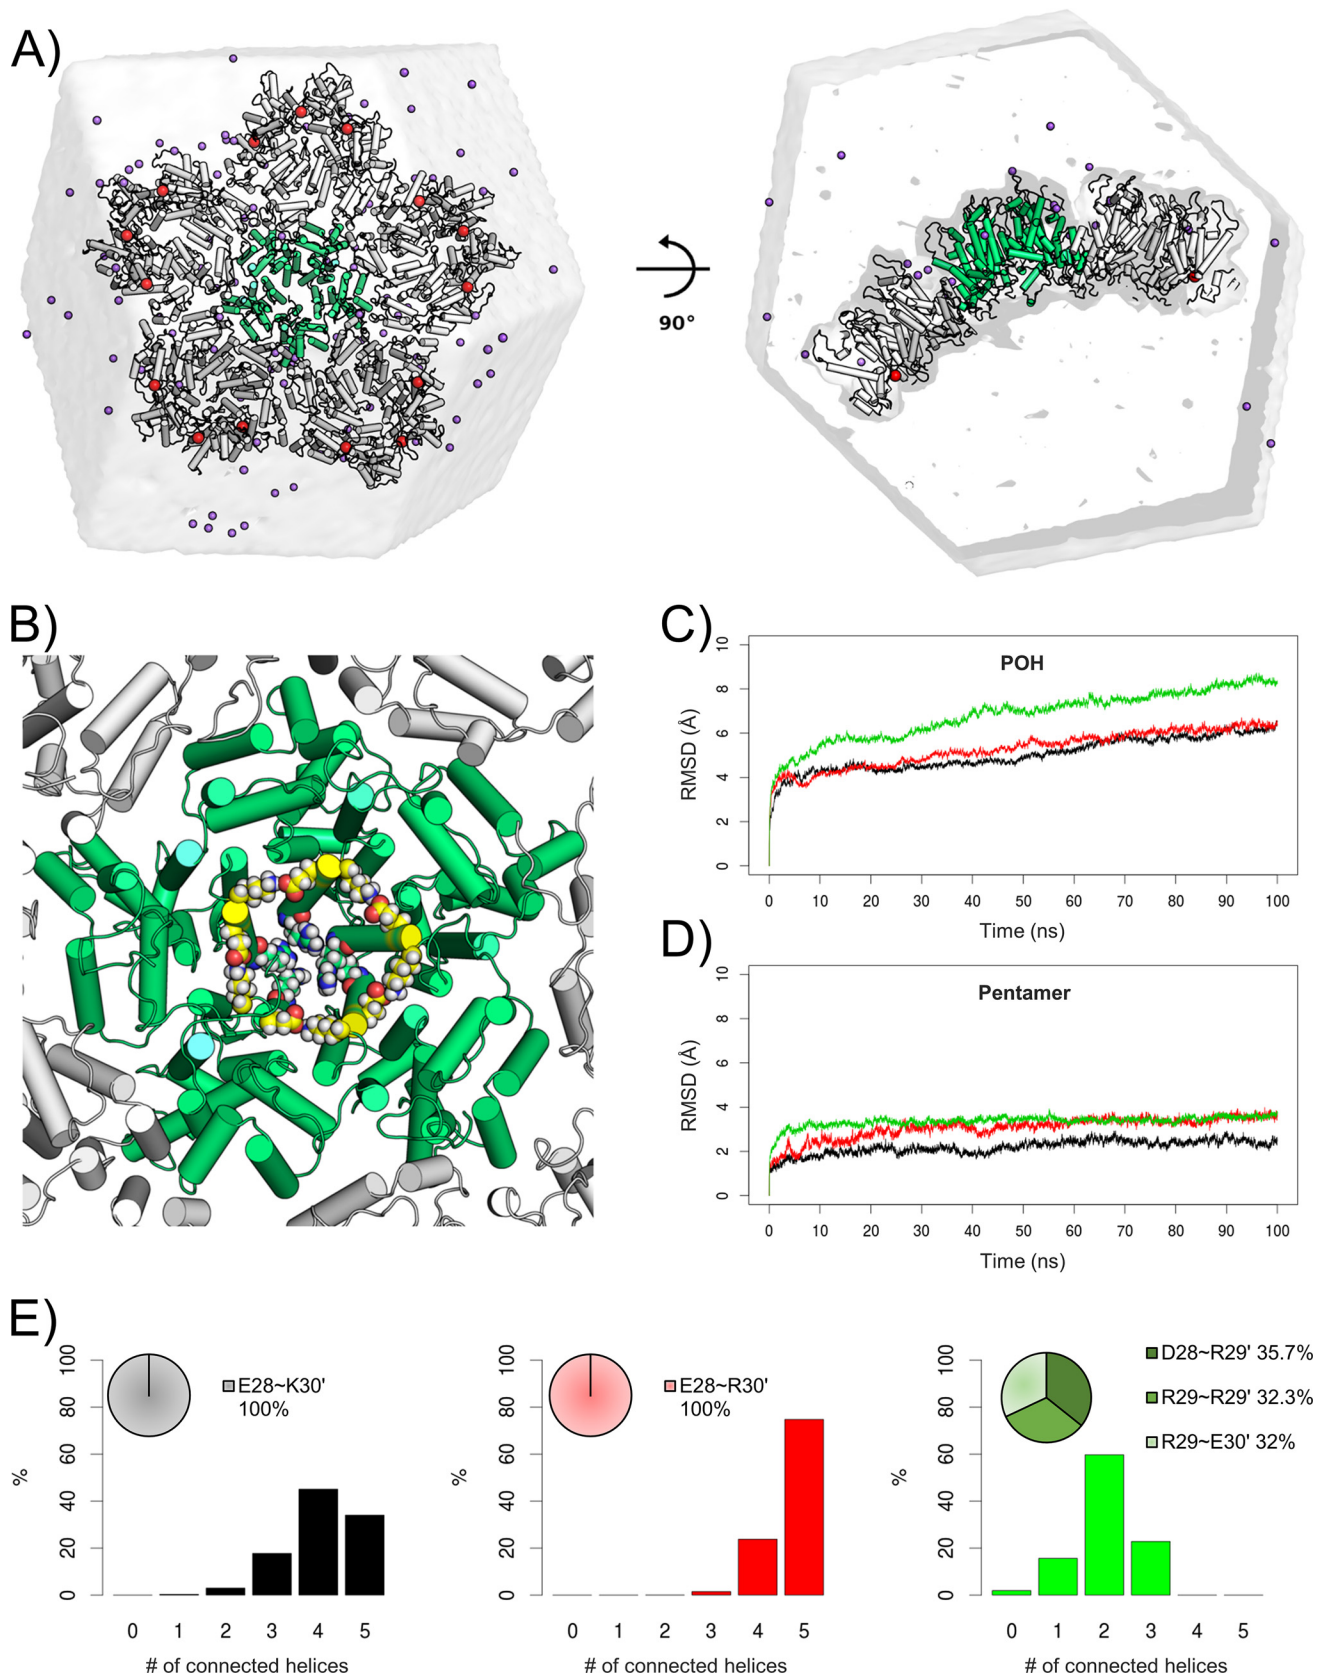 A)
90°
B)
C)
POH
RMSD (Å)
0
2
4
6
8
10
0 10 20 30 40 50 60 70 80 90 100
Time (ns)
D)
Pentamer
RMSD (Å)
0
2
4
6
8
10
0 10 20 30 40 50 60 70 80 90 100
Time (ns)
E)
%
0
20
40
60
80
100
E28~K30'
100%
0 1 2 3 4 5
# of connected helices
%
0
20
40
60
80
100
E28~R30'
100%
0 1 2 3 4 5
# of connected helices
%
0
20
40
60
80
100
D28~R29' 35.7%
R29~R29' 32.3%
R29~E30' 32%
0 1 2 3 4 5
# of connected helices